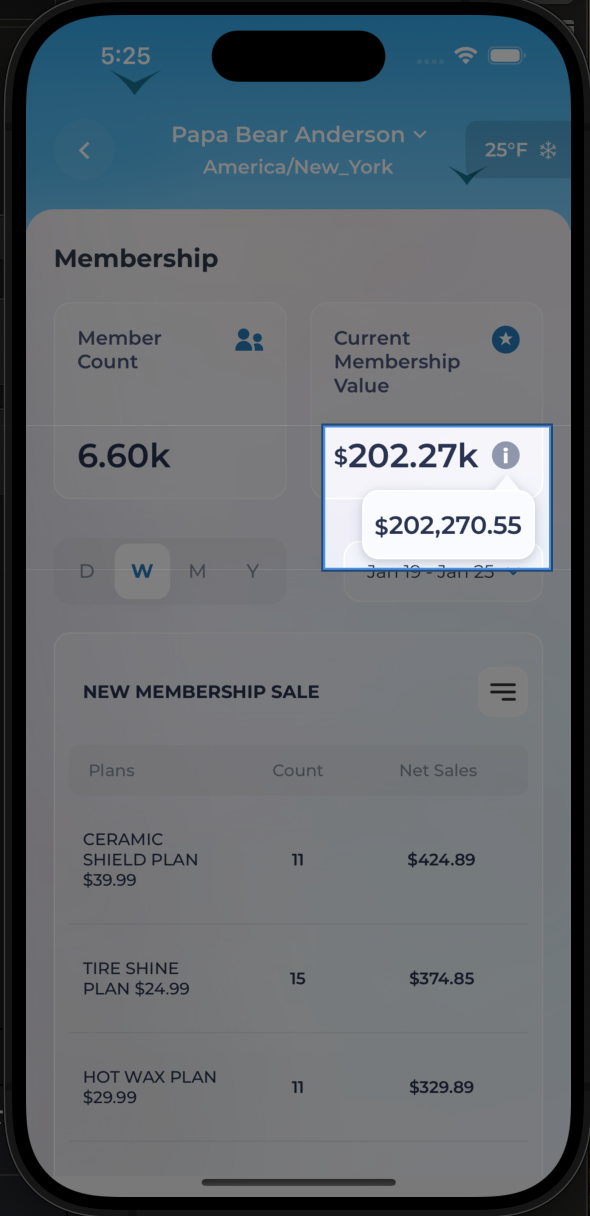 5:25
Papa Bear Anderson
America/New_York
25°F
Membership
Member
Count
6.60k
Current
Membership
Value
$202.27k
$202,270.55
D W M Y
Jan 19 - Jan 25
NEW MEMBERSHIP SALE
Plans Count Net Sales
CERAMIC
SHIELD PLAN
$39.99
11
$424.89
TIRE SHINE
PLAN $24.99
15
$374.85
HOT WAX PLAN
$29.99
11
$329.89